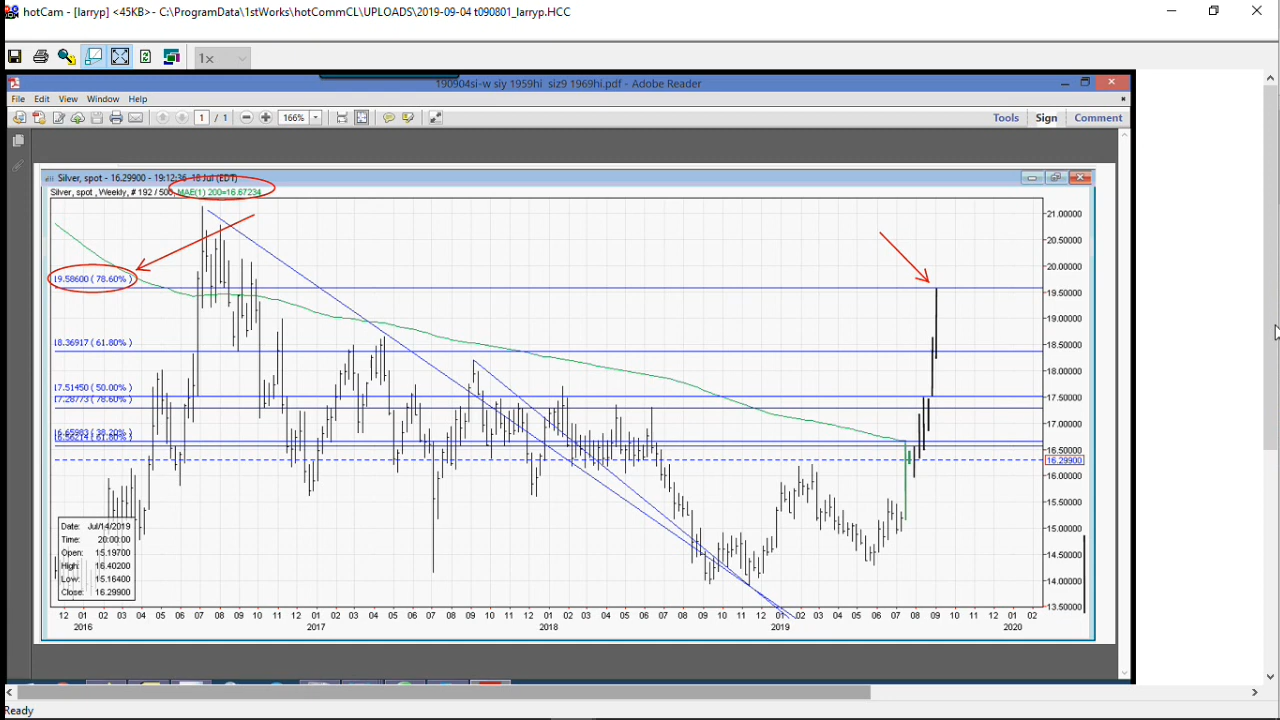 hotCam - [larryp] <45KB>- C:\ProgramData\1stWorks\hotCommCL\UPLOADS\2019-09-04 t090801_larryp.HCC
1x
190904si-w siy 1959hi siz9 1969hi.pdf - Adobe Reader
File Edit View Window Help
1 / 1 166% Tools Sign Comment
Silver, spot - 16.29900 - 19:12:36 18 Jul (EDT)
Silver, spot , Weekly, # 192 / 500, MAE(1) 200=16.67234
21.00000
20.50000
20.00000
19.58600 ( 78.60% )
19.50000
19.00000
18.36917 ( 61.80% )
18.50000
18.00000
17.51450 ( 50.00% )
17.50000
17.28773 ( 78.60% )
17.00000
16.65983 ( 38.20% )
16.56214 ( 61.80% )
16.50000
16.29900
16.00000
15.50000
15.00000
14.50000
14.00000
13.50000
Date: Jul/14/2019
Time: 20:00:00
Open: 15.19700
High: 16.40200
Low: 15.16400
Close: 16.29900
12 01 02 03 04 05 06 07 08 09 10 11 12 01 02 03 04 05 06 07 08 09 10 11 12 01 02 03 04 05 06 07 08 09 10 11 12 01 02 03 04 05 06 07 08 09 10 11 12 01 02
2016 2017 2018 2019 2020
Ready